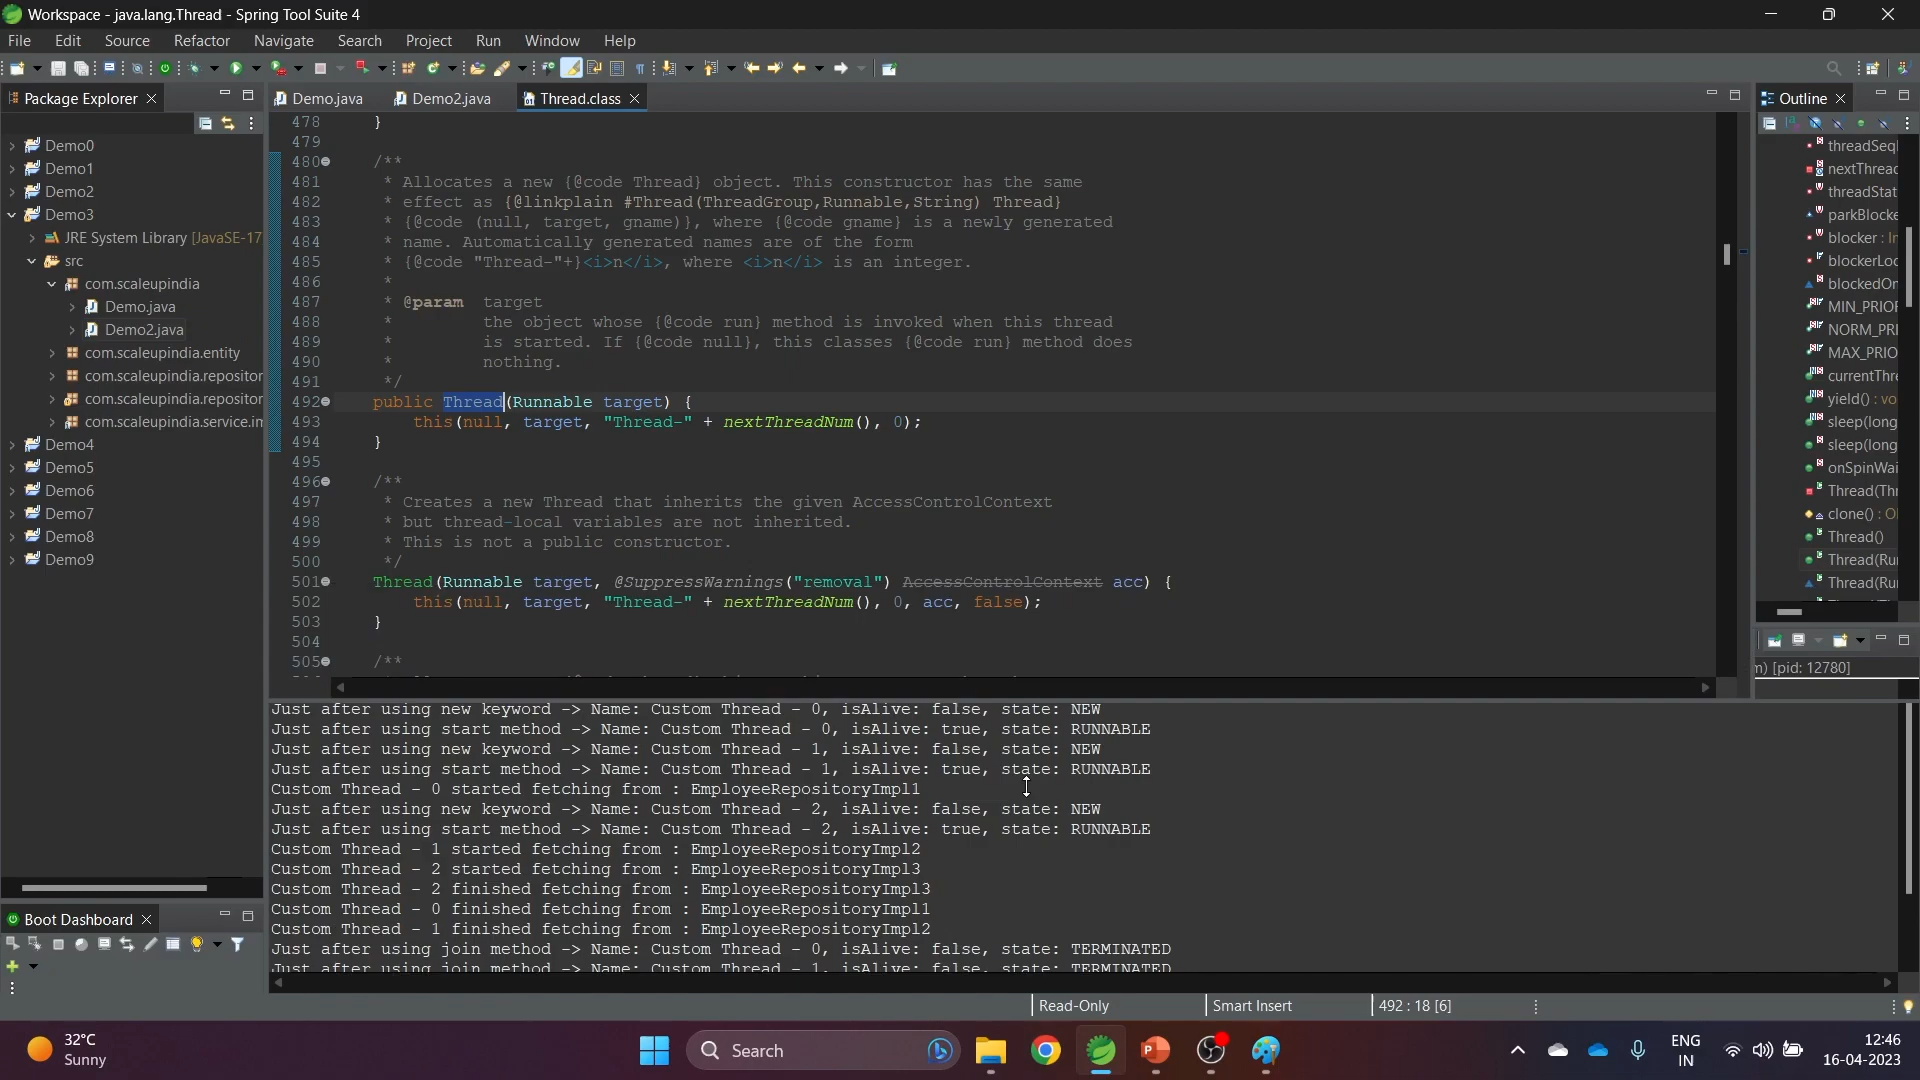 Workspace - java.lang.Thread - Spring Tool Suite 4
File Edit Source Refactor Navigate Search Project Run Window Help
Package Explorer
Demo0
Demo1
Demo2
Demo3
JRE System Library [JavaSE-17
src
com.scaleupindia
Demo.java
Demo2.java
com.scaleupindia.entity
com.scaleupindia.repositor
com.scaleupindia.repositor
com.scaleupindia.service.im
Demo4
Demo5
Demo6
Demo7
Demo8
Demo9
Boot Dashboard
Demo.java Demo2.java Thread.class
478 }
479
480 /**
481 * Allocates a new {@code Thread} object. This constructor has the same
482 * effect as {@linkplain #Thread(ThreadGroup,Runnable,String) Thread}
483 * {@code (null, target, gname)}, where {@code gname} is a newly generated
484 * name. Automatically generated names are of the form
485 * {@code "Thread-"+}<i>n</i>, where <i>n</i> is an integer.
486 *
487 * @param target
488 * the object whose {@code run} method is invoked when this thread
489 * is started. If {@code null}, this classes {@code run} method does
490 * nothing.
491 */
492 public Thread(Runnable target) {
493 this(null, target, "Thread-" + nextThreadNum(), 0);
494 }
495
496 /**
497 * Creates a new Thread that inherits the given AccessControlContext
498 * but thread-local variables are not inherited.
499 * This is not a public constructor.
500 */
501 Thread(Runnable target, @SuppressWarnings("removal") AccessControlContext acc) {
502 this(null, target, "Thread-" + nextThreadNum(), 0, acc, false);
503 }
504
505 /**
Outline
threadSeq
nextThread
threadStat
parkBlocke
blocker : In
blockerLoc
blockedOn
MIN_PRIO
NORM_PRI
MAX_PRIO
currentThre
yield() : vo
sleep(long
sleep(long
onSpinWai
Thread(Thr
clone() : O
Thread()
Thread(Ru
Thread(Ru
n) [pid: 12780]
Just after using new keyword -> Name: Custom Thread - 0, isAlive: false, state: NEW
Just after using start method -> Name: Custom Thread - 0, isAlive: true, state: RUNNABLE
Just after using new keyword -> Name: Custom Thread - 1, isAlive: false, state: NEW
Just after using start method -> Name: Custom Thread - 1, isAlive: true, state: RUNNABLE
Custom Thread - 0 started fetching from : EmployeeRepositoryImpl1
Just after using new keyword -> Name: Custom Thread - 2, isAlive: false, state: NEW
Just after using start method -> Name: Custom Thread - 2, isAlive: true, state: RUNNABLE
Custom Thread - 1 started fetching from : EmployeeRepositoryImpl2
Custom Thread - 2 started fetching from : EmployeeRepositoryImpl3
Custom Thread - 2 finished fetching from : EmployeeRepositoryImpl3
Custom Thread - 0 finished fetching from : EmployeeRepositoryImpl1
Custom Thread - 1 finished fetching from : EmployeeRepositoryImpl2
Just after using join method -> Name: Custom Thread - 0, isAlive: false, state: TERMINATED
Just after using join method -> Name: Custom Thread - 1, isAlive: false, state: TERMINATED
Read-Only Smart Insert 492 : 18 [6]
32°C
Sunny
Search
ENG
IN
12:46
16-04-2023